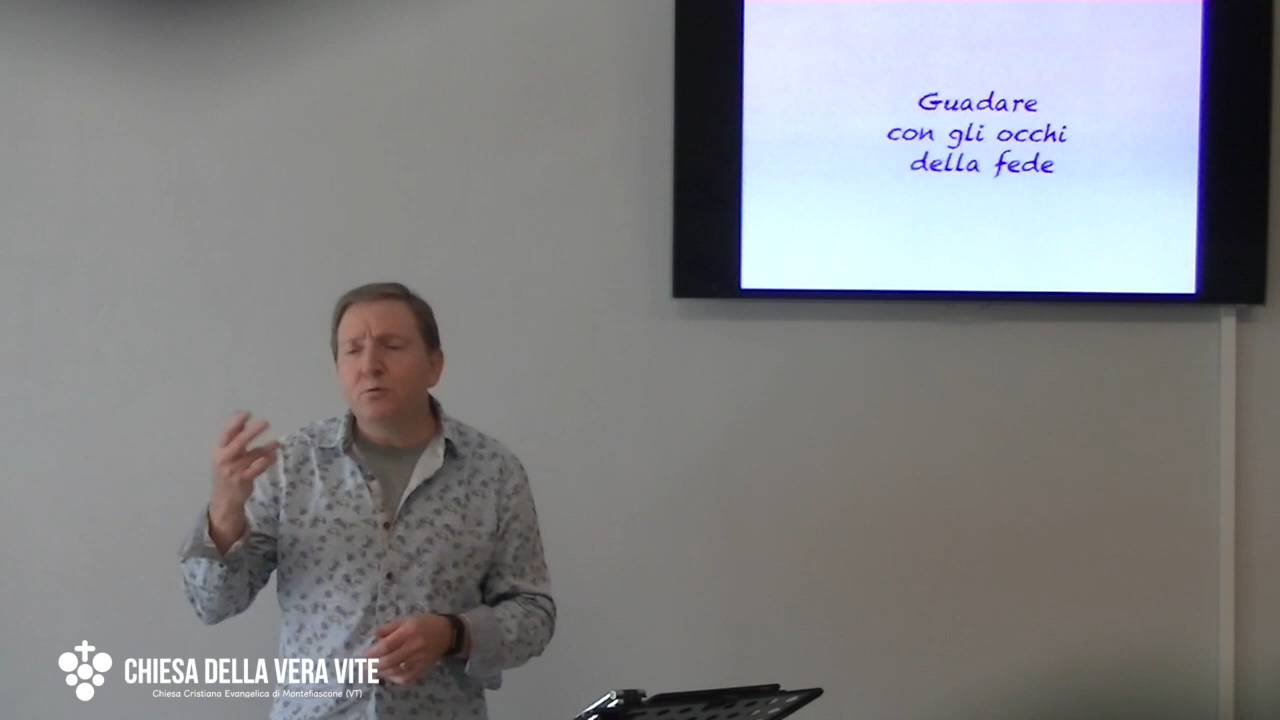 Guadare
con gli occhi
della fede
CHIESA DELLA VERA VITE
Chiesa Cristiana Evangelica di Montefiascone (VT)